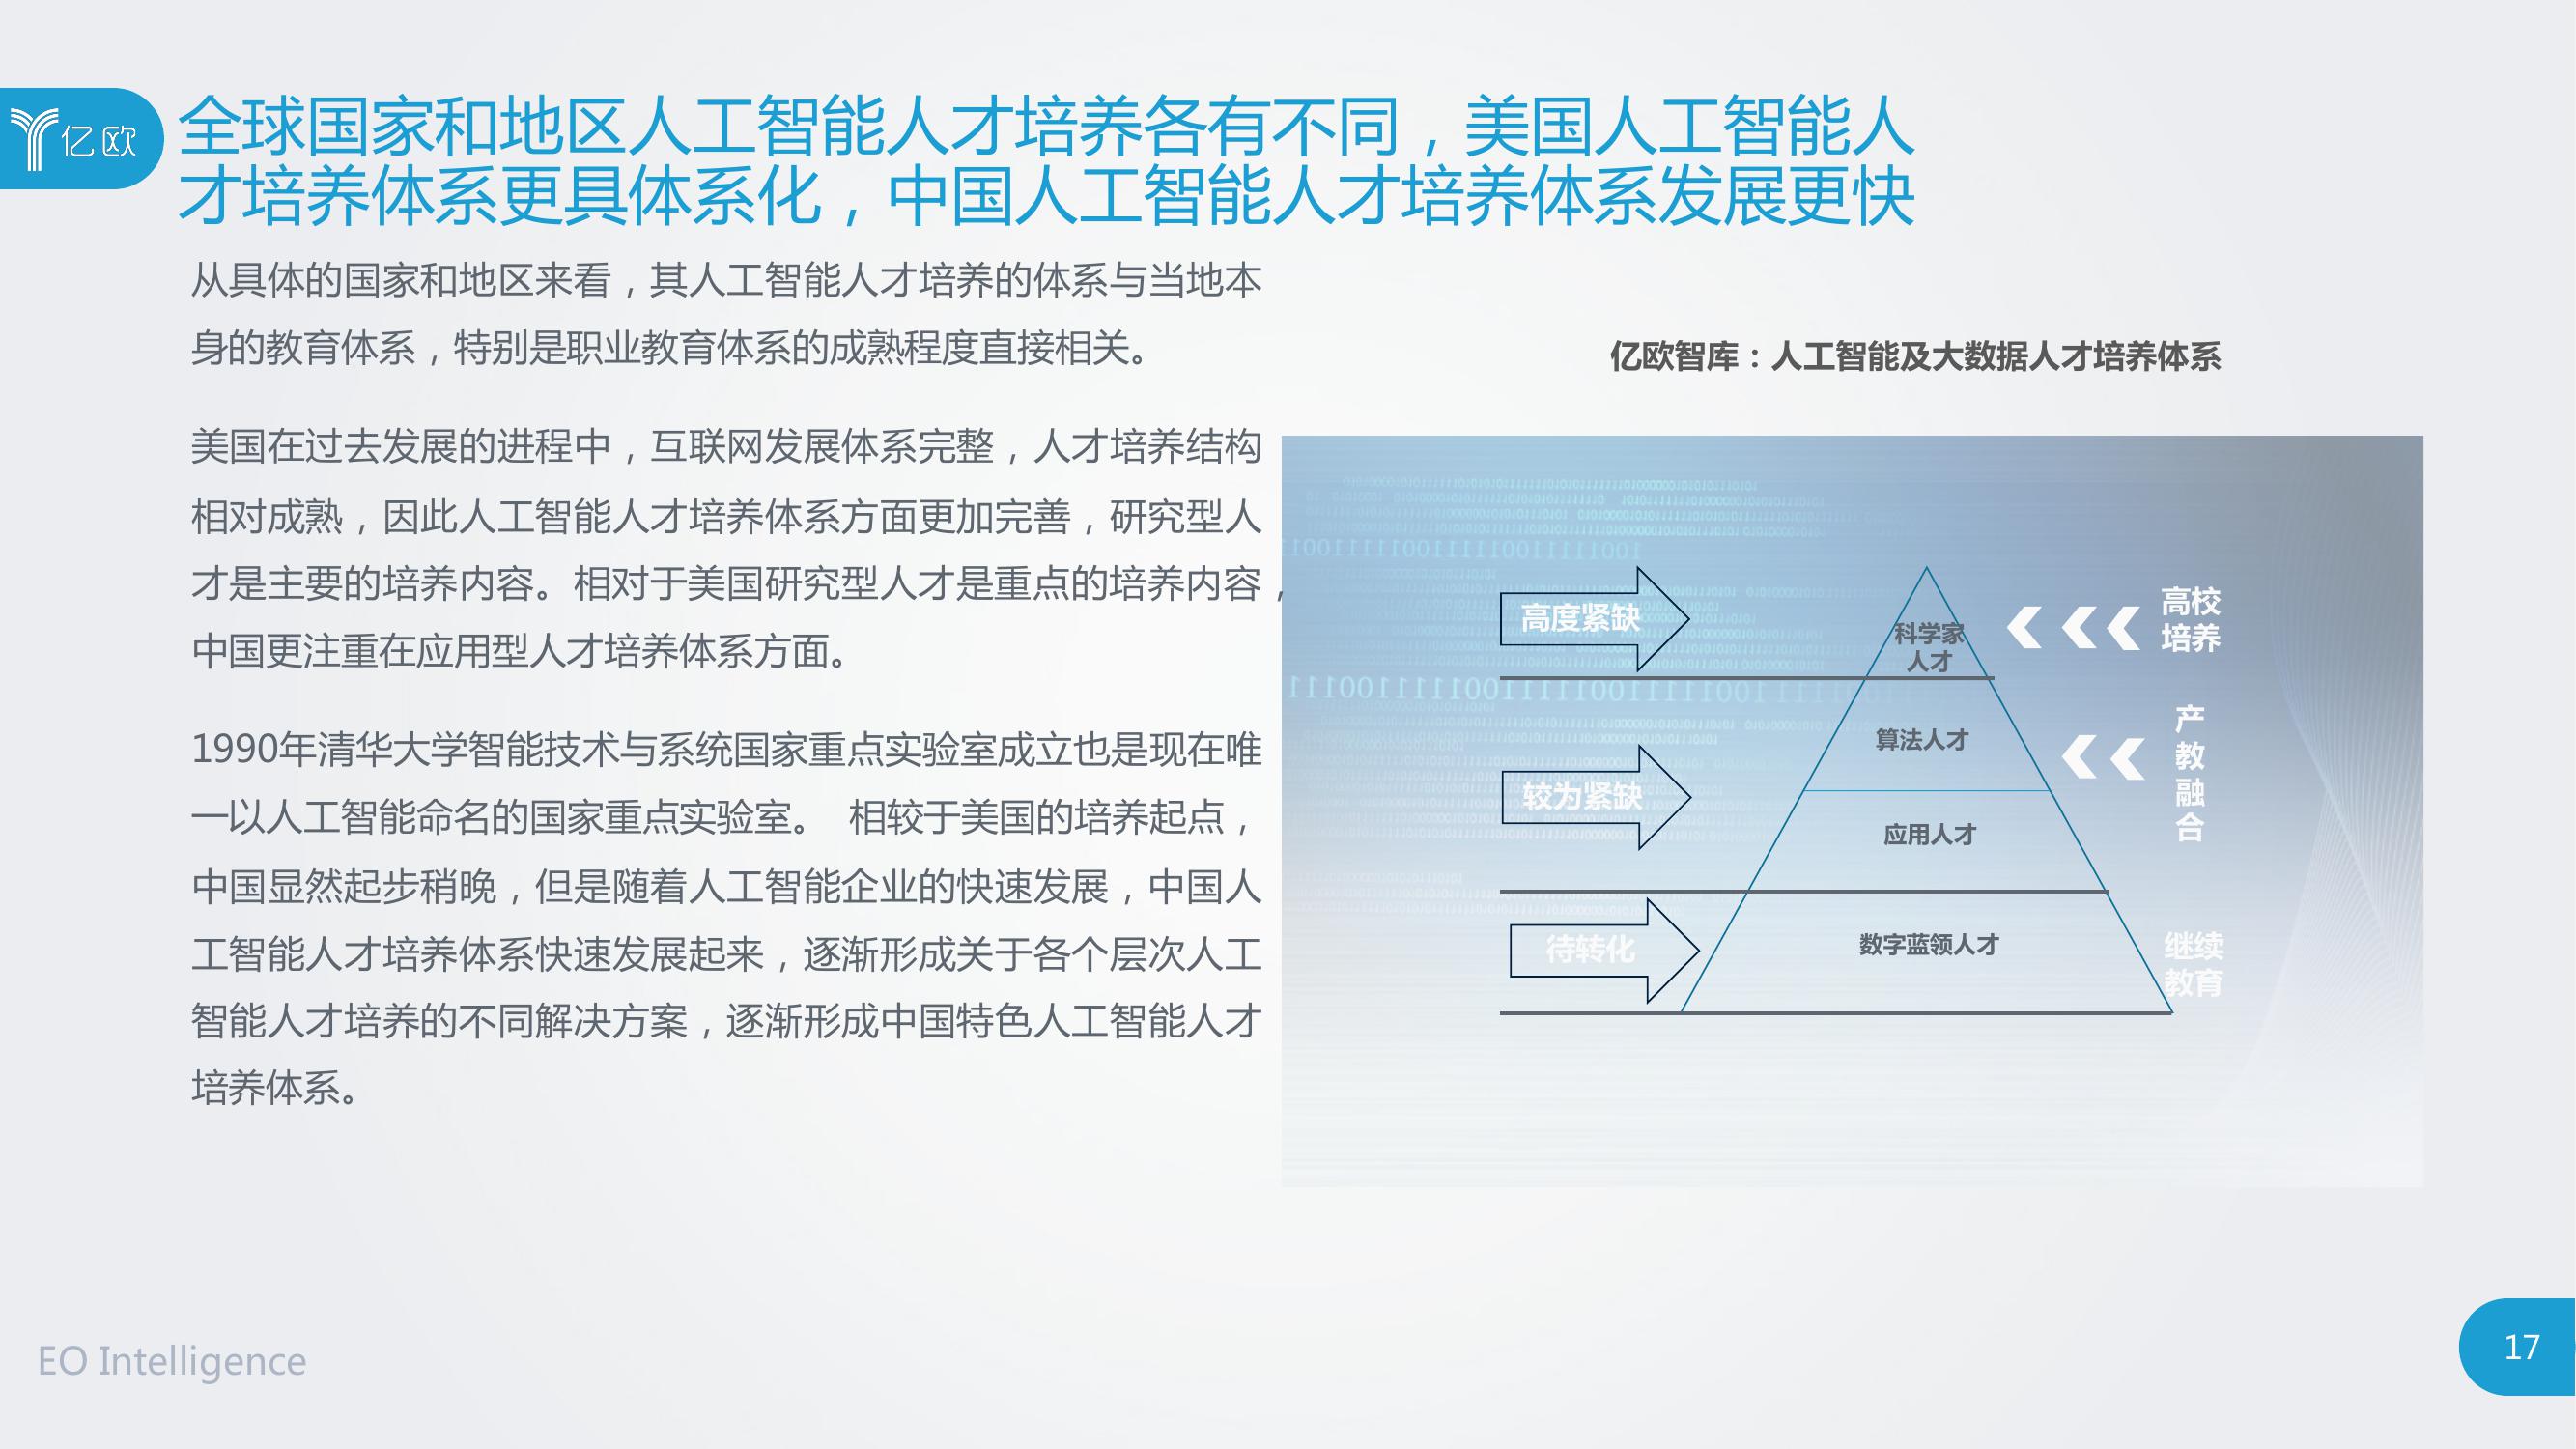 亿欧
全球国家和地区人工智能人才培养各有不同，美国人工智能人
才培养体系更具体系化，中国人工智能人才培养体系发展更快
从具体的国家和地区来看，其人工智能人才培养的体系与当地本
身的教育体系，特别是职业教育体系的成熟程度直接相关。
美国在过去发展的进程中，互联网发展体系完整，人才培养结构
相对成熟，因此人工智能人才培养体系方面更加完善，研究型人
才是主要的培养内容。相对于美国研究型人才是重点的培养内容，
中国更注重在应用型人才培养体系方面。
1990年清华大学智能技术与系统国家重点实验室成立也是现在唯
一以人工智能命名的国家重点实验室。 相较于美国的培养起点，
中国显然起步稍晚，但是随着人工智能企业的快速发展，中国人
工智能人才培养体系快速发展起来，逐渐形成关于各个层次人工
智能人才培养的不同解决方案，逐渐形成中国特色人工智能人才
培养体系。
亿欧智库：人工智能及大数据人才培养体系
高度紧缺
科学家
人才
高校
培养
较为紧缺
算法人才
应用人才
产
教
融
合
待转化
数字蓝领人才
继续
教育
EO Intelligence
17